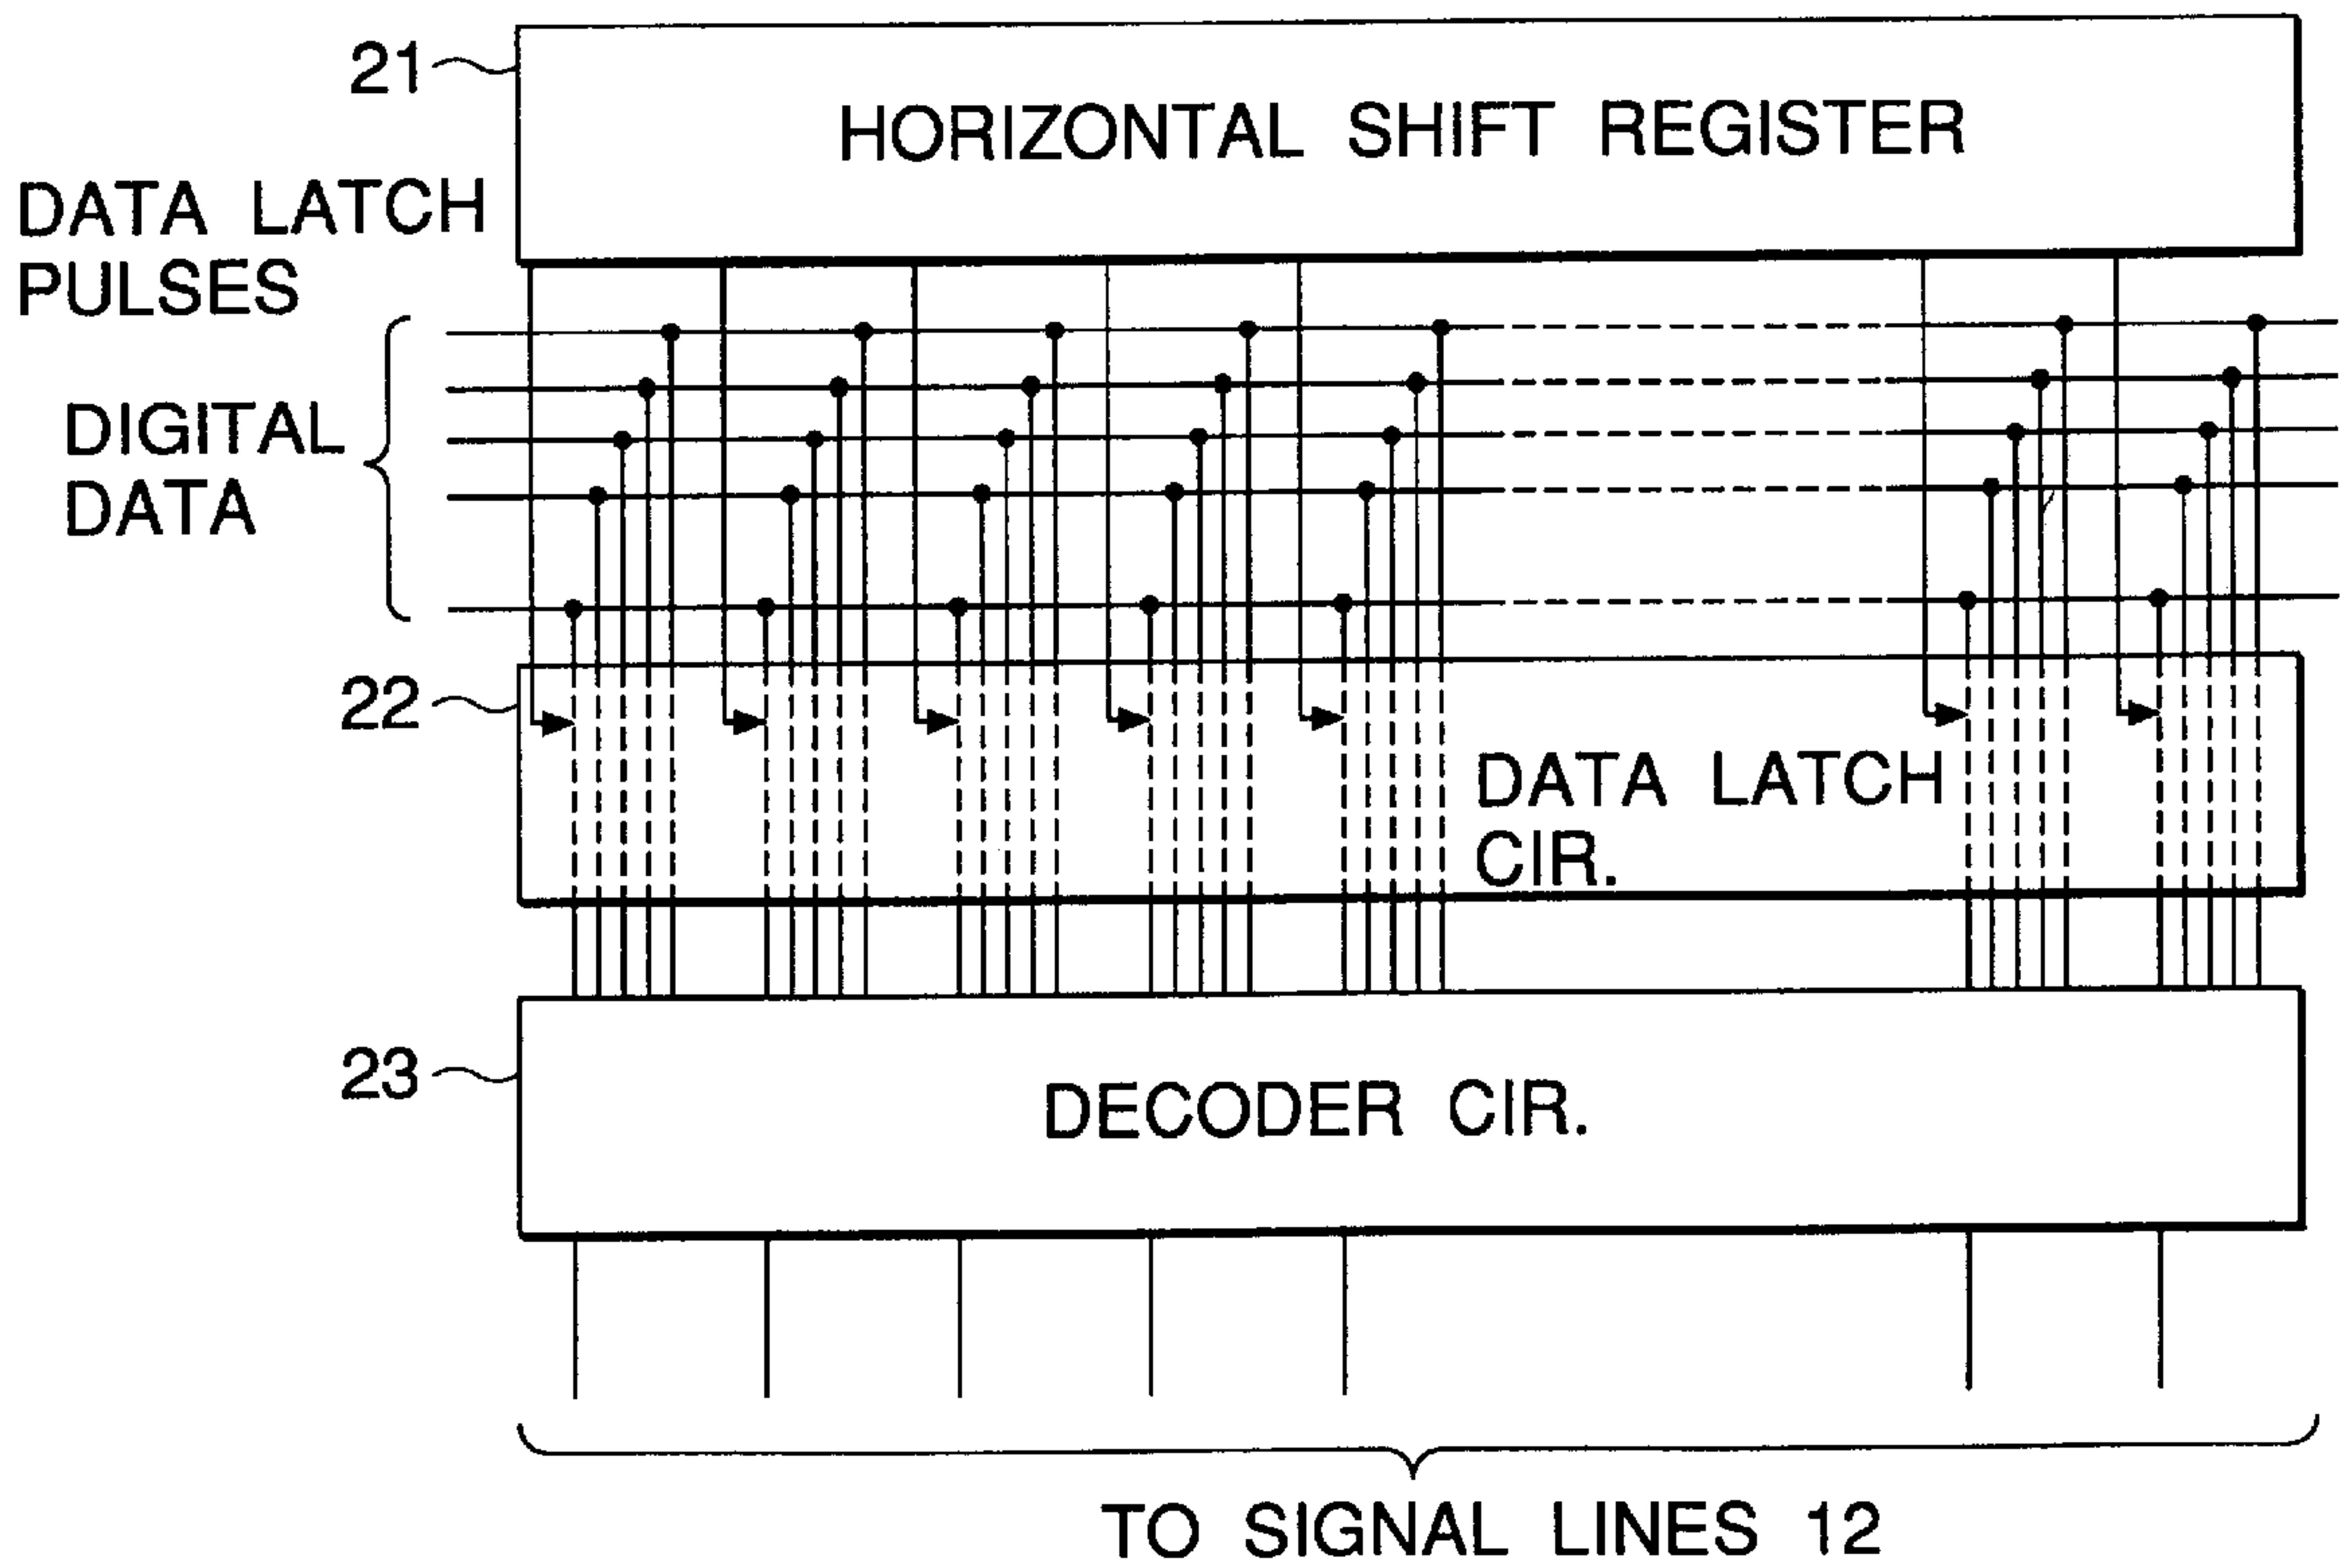 21
HORIZONTAL SHIFT REGISTER
DATA LATCH
PULSES
DIGITAL
DATA
22
DATA LATCH
CIR.
23
DECODER CIR.
TO SIGNAL LINES 12